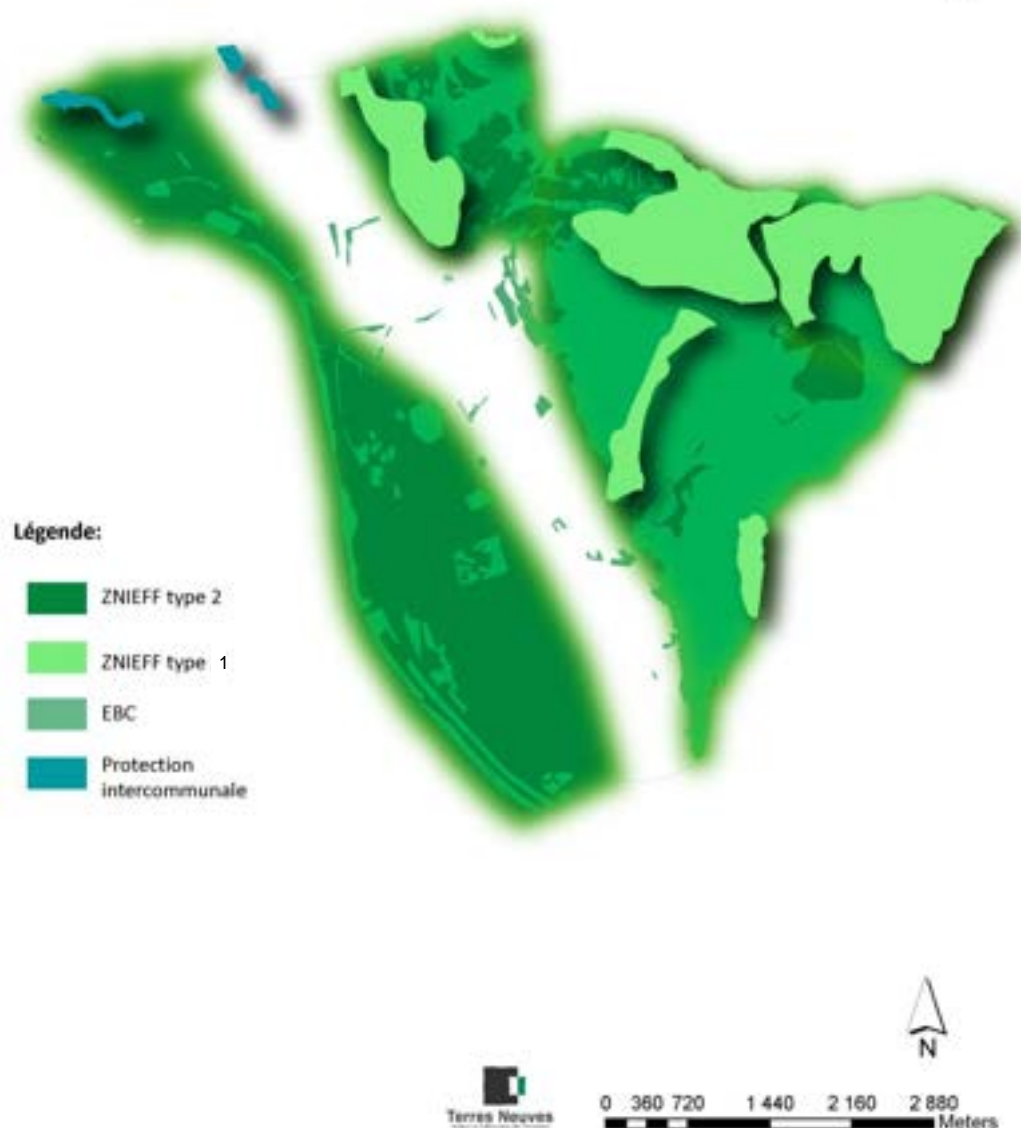 Légende:
ZNIEFF type 2
ZNIEFF type 1
EBC
Protection
intercommunale
N
Terres Neuves
0 360 720 1 440 2 160 2 880
Meters